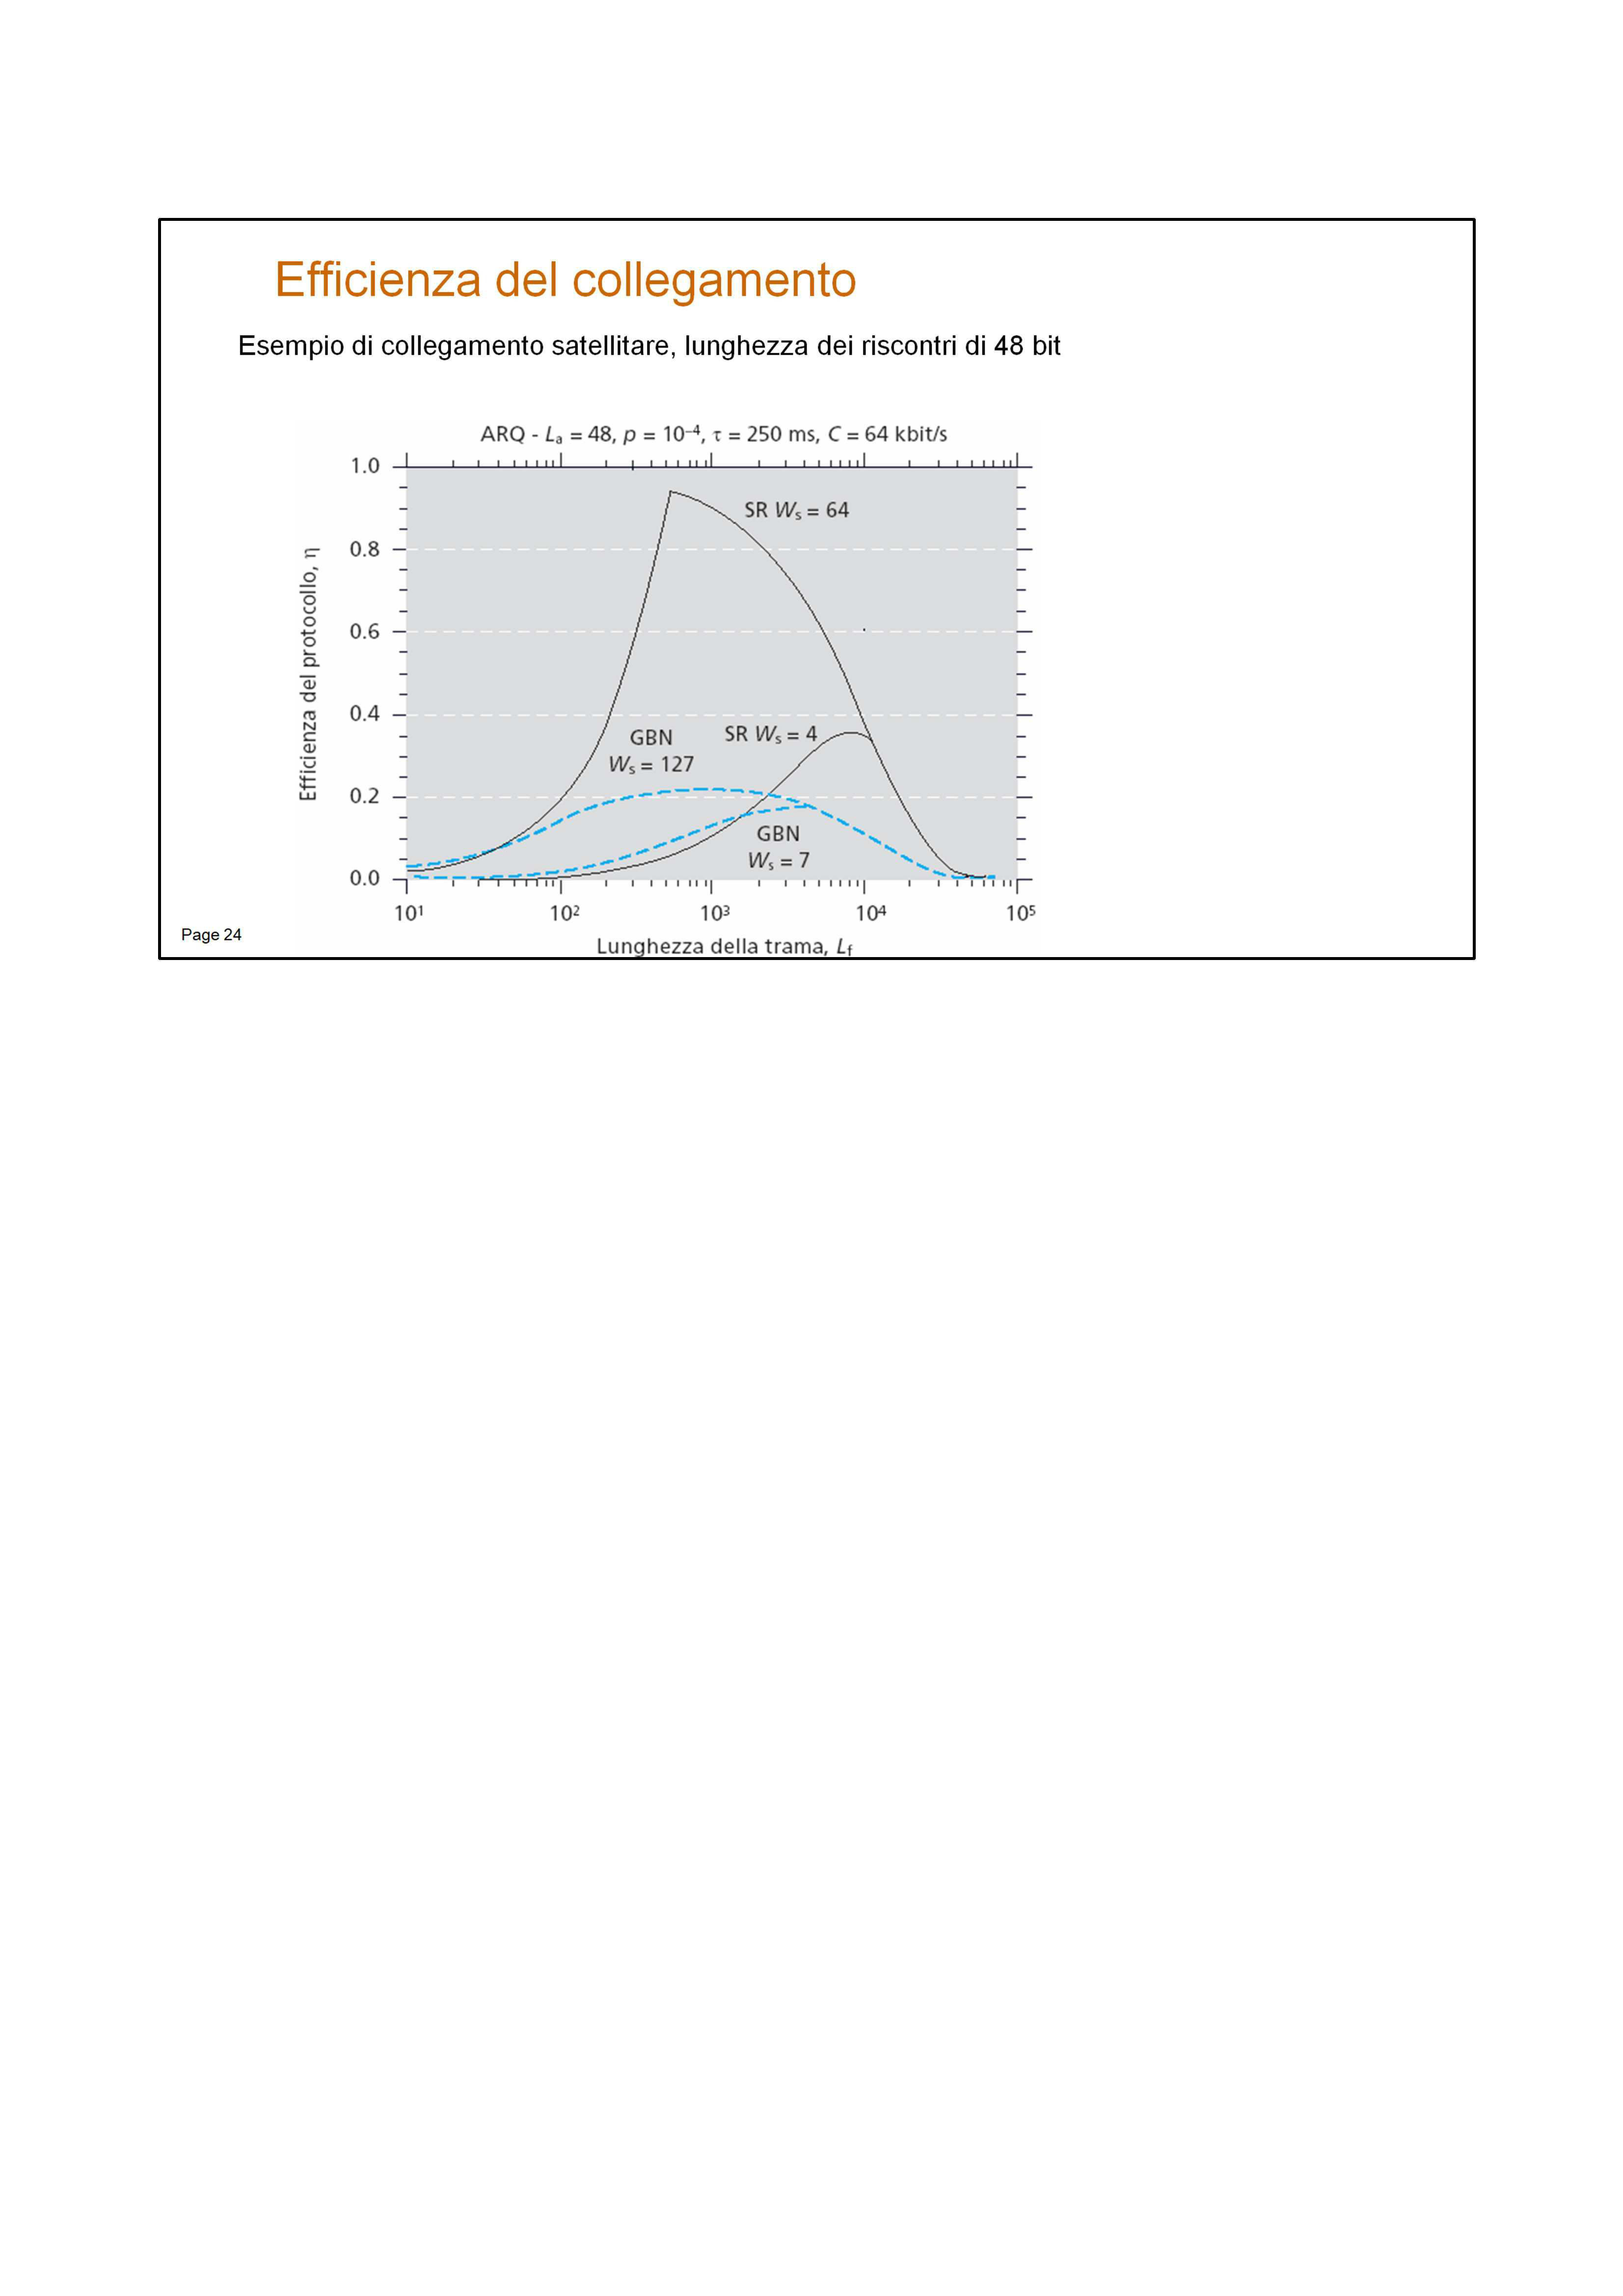 Efficienza del collegamento
Esempio di collegamento satellitare, lunghezza dei riscontri di 48 bit
ARQ - Lₐ = 48, p = 10⁻⁴, τ = 250 ms, C = 64 kbit/s
1.0
SR Wₛ = 64
0.8
0.6
0.4
SR Wₛ = 4
GBN
Wₛ = 127
0.2
GBN
Wₛ = 7
0.0
10¹ 10² 10³ 10⁴ 10⁵
Efficienza del protocollo, η
Lunghezza della trama, L_f
Page 24